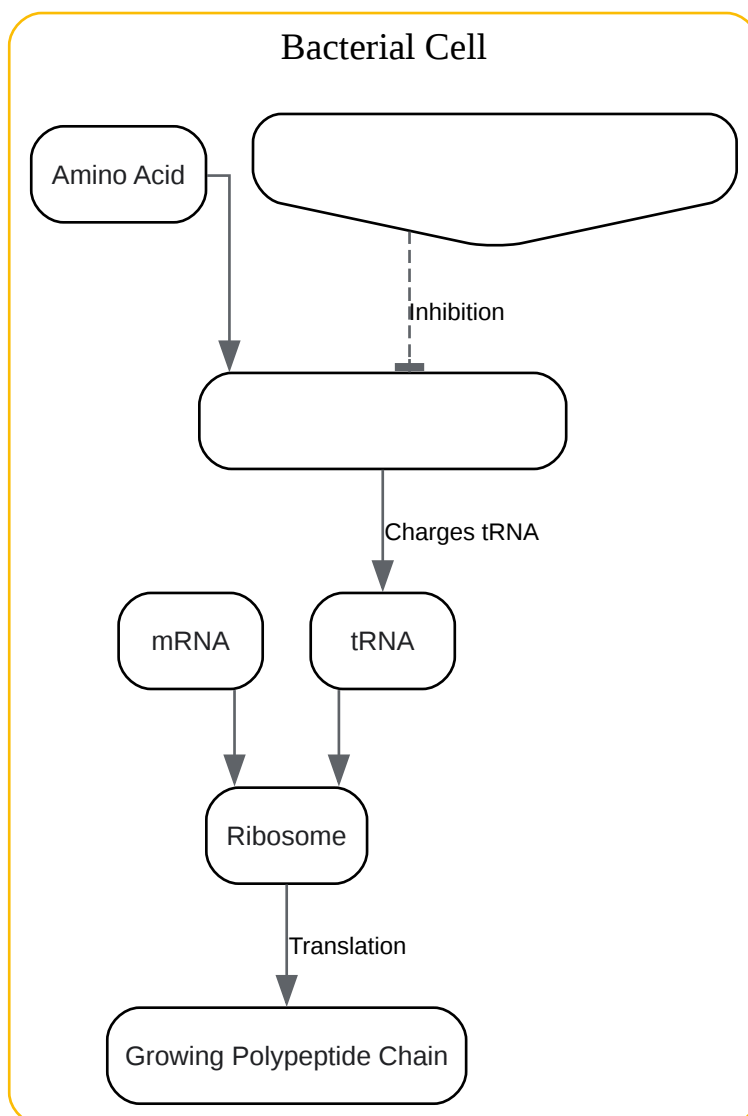 Bacterial Cell
Amino Acid
Inhibition
Charges tRNA
mRNA
tRNA
Ribosome
Translation
Growing Polypeptide Chain